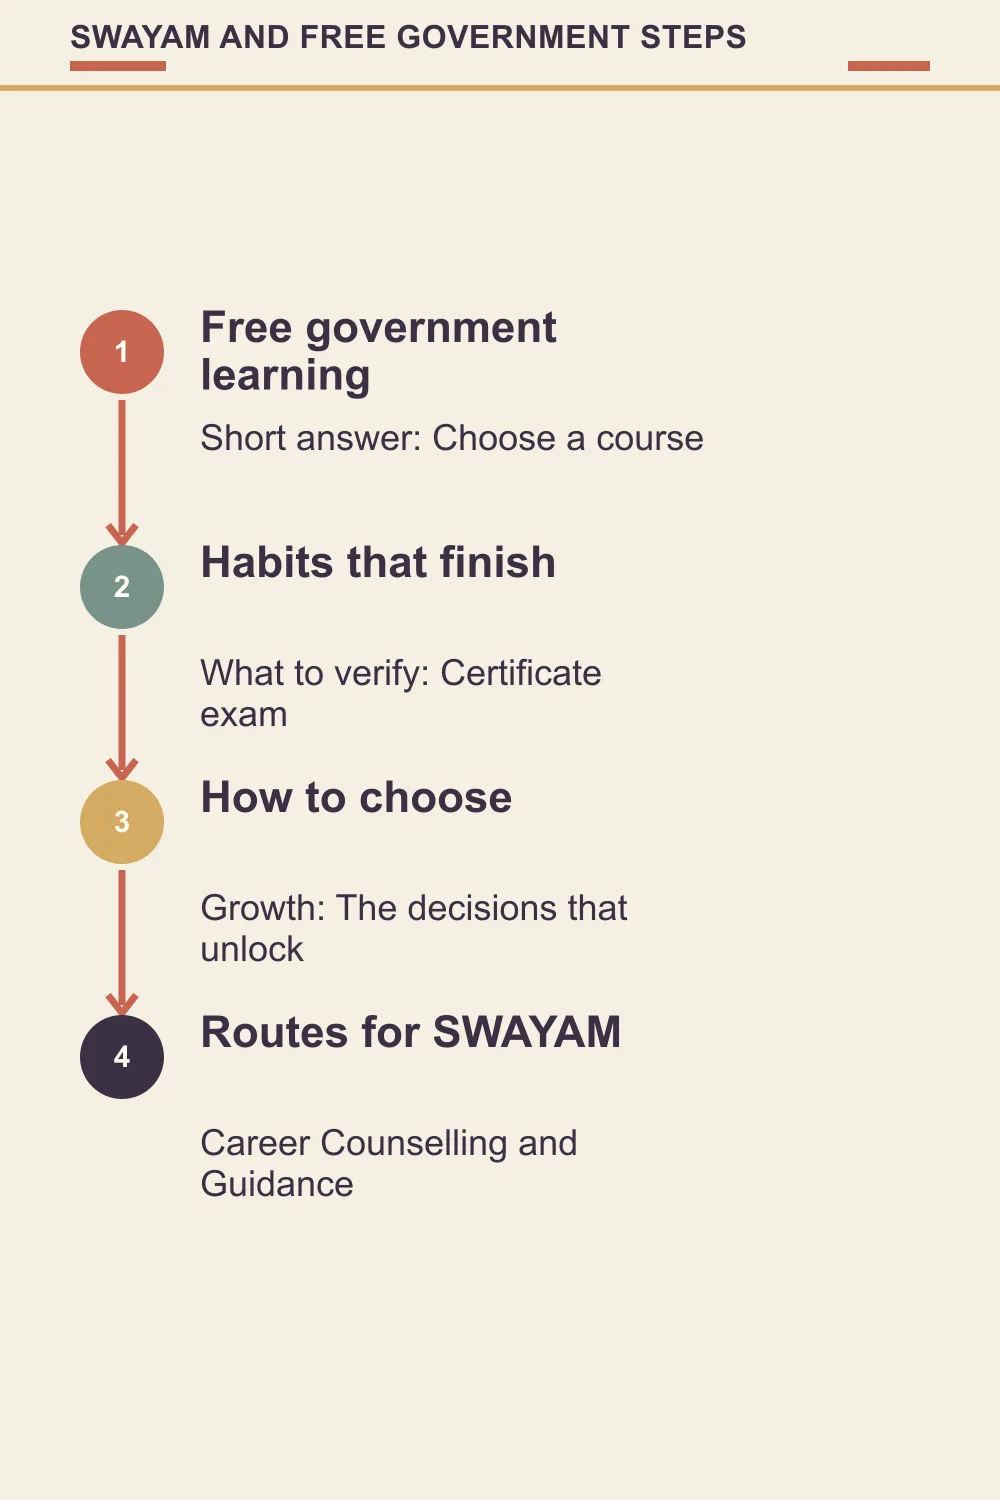 SWAYAM AND FREE GOVERNMENT STEPS
1
Free government
learning
Short answer: Choose a course
2
Habits that finish
What to verify: Certificate
exam
3
How to choose
Growth: The decisions that
unlock
4
Routes for SWAYAM
Career Counselling and
Guidance